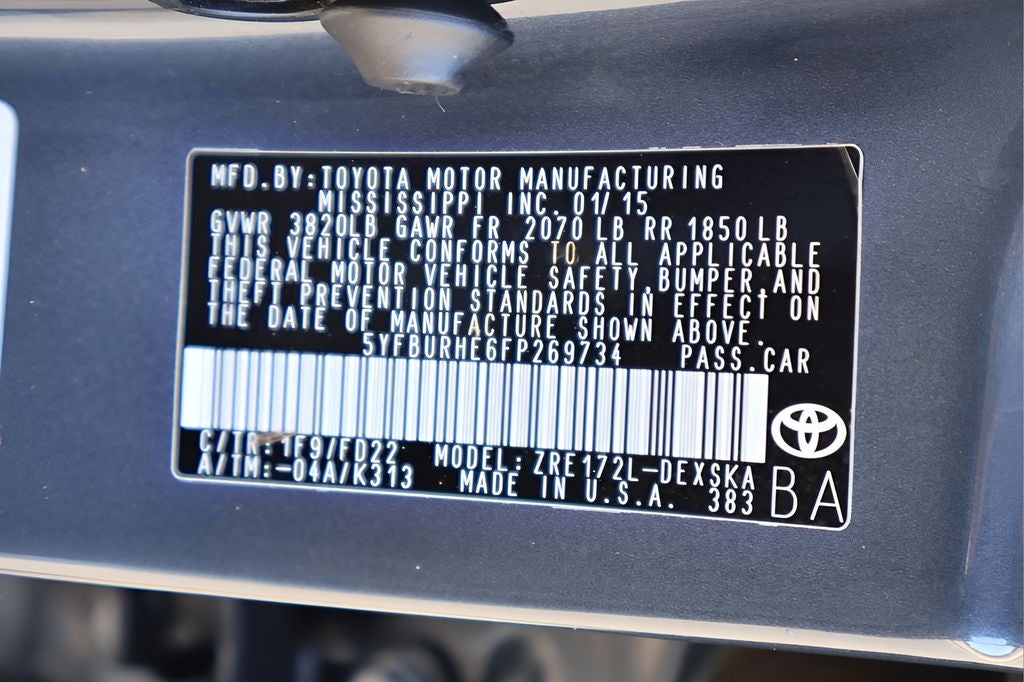 MFD.BY:TOYOTA MOTOR MANUFACTURING
MISSISSIPPI INC. 01/15
GVWR 3820LB GAWR FR 2070 LB RR 1850 LB
THIS VEHICLE CONFORMS TO ALL APPLICABLE
FEDERAL MOTOR VEHICLE SAFETY,BUMPER,AND
THEFT PREVENTION STANDARDS IN EFFECT ON
THE DATE OF MANUFACTURE SHOWN ABOVE.
5YFBURHE6FP269734 PASS.CAR
C/TR:1F9/FD22 MODEL:ZRE172L-DEXSKA
A/TM:-04A/K313 MADE IN U.S.A. 383 BA